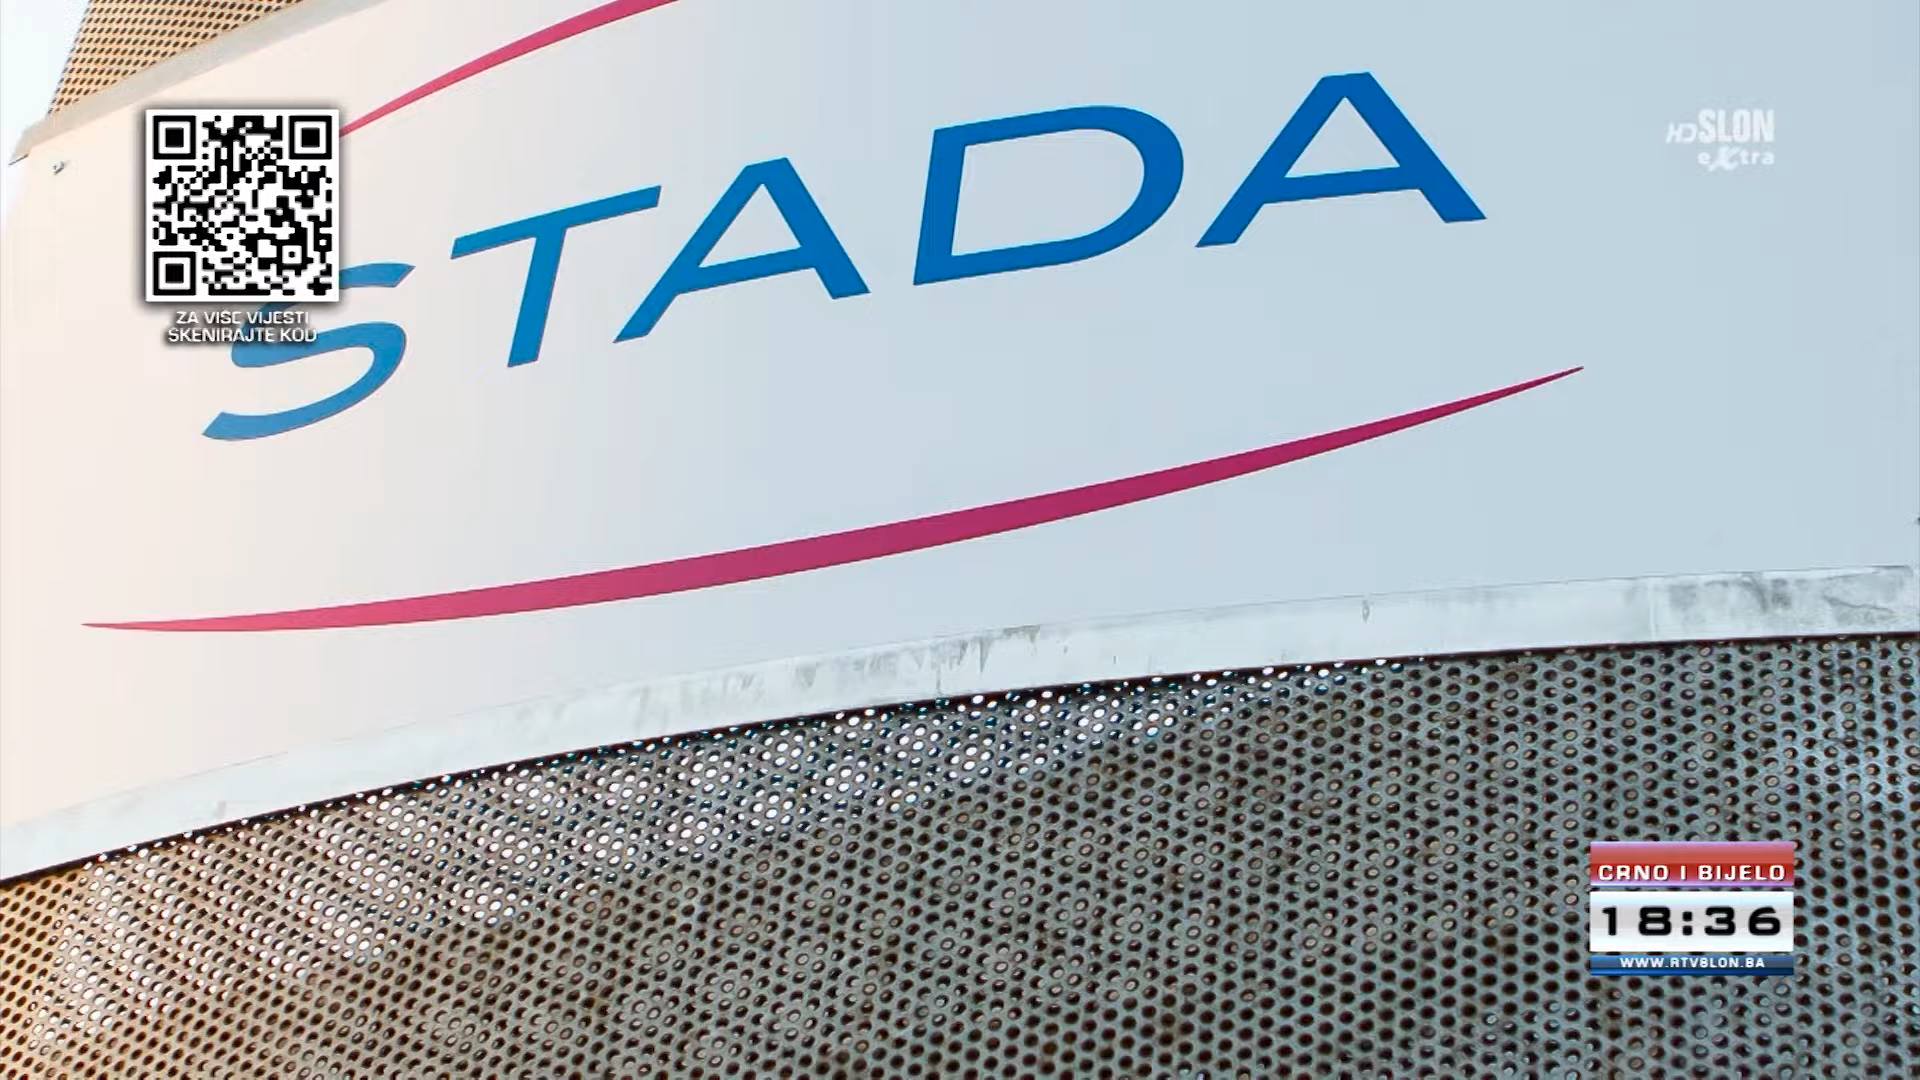 STADA
HD SLON
extra
ZA VIŠE VIJESTI
SKENIRAJTE KOD
CRNO I BIJELO
18:36
WWW.RTVSLON.BA